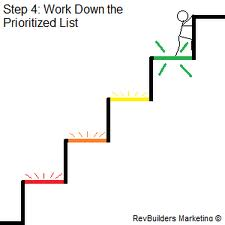 Step 4: Work Down the
Prioritized List
RevBuilders Marketing ©